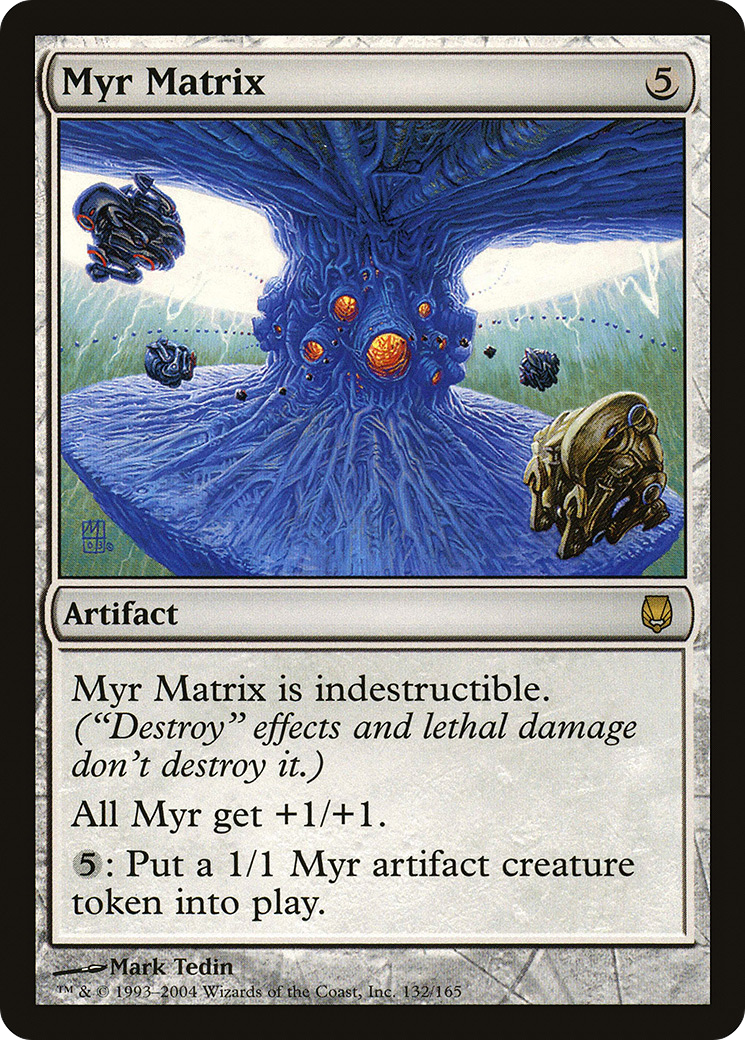 Myr Matrix 5
Artifact
Myr Matrix is indestructible.
(“Destroy” effects and lethal damage
don’t destroy it.)
All Myr get +1/+1.
5: Put a 1/1 Myr artifact creature
token into play.
Mark Tedin
™ & © 1993–2004 Wizards of the Coast, Inc. 132/165